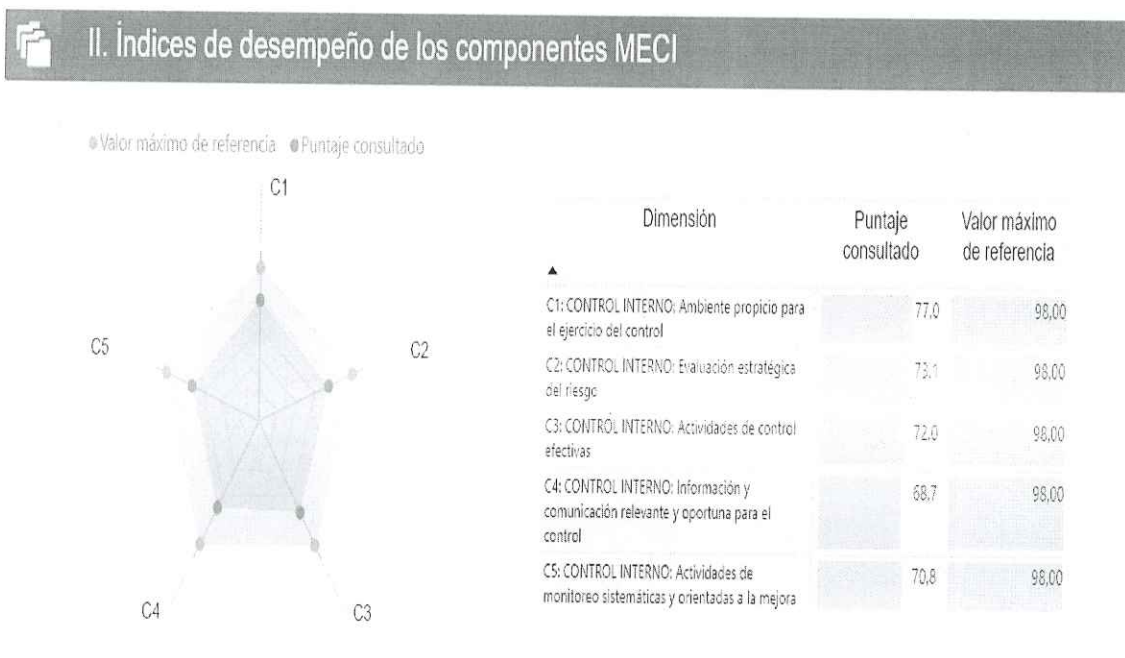 II. Índices de desempeño de los componentes MECI
Valor máximo de referencia Puntaje consultado
C1
C2
C3
C4
C5
Dimensión Puntaje consultado Valor máximo de referencia
C1: CONTROL INTERNO: Ambiente propicio para
el ejercicio del control
77,0 98,00
C2: CONTROL INTERNO: Evaluación estratégica
del riesgo
73,1 98,00
C3: CONTROL INTERNO: Actividades de control
efectivas
72,0 98,00
C4: CONTROL INTERNO: Información y
comunicación relevante y oportuna para el
control
68,7 98,00
C5: CONTROL INTERNO: Actividades de
monitoreo sistemáticas y orientadas a la mejora
70,8 98,00